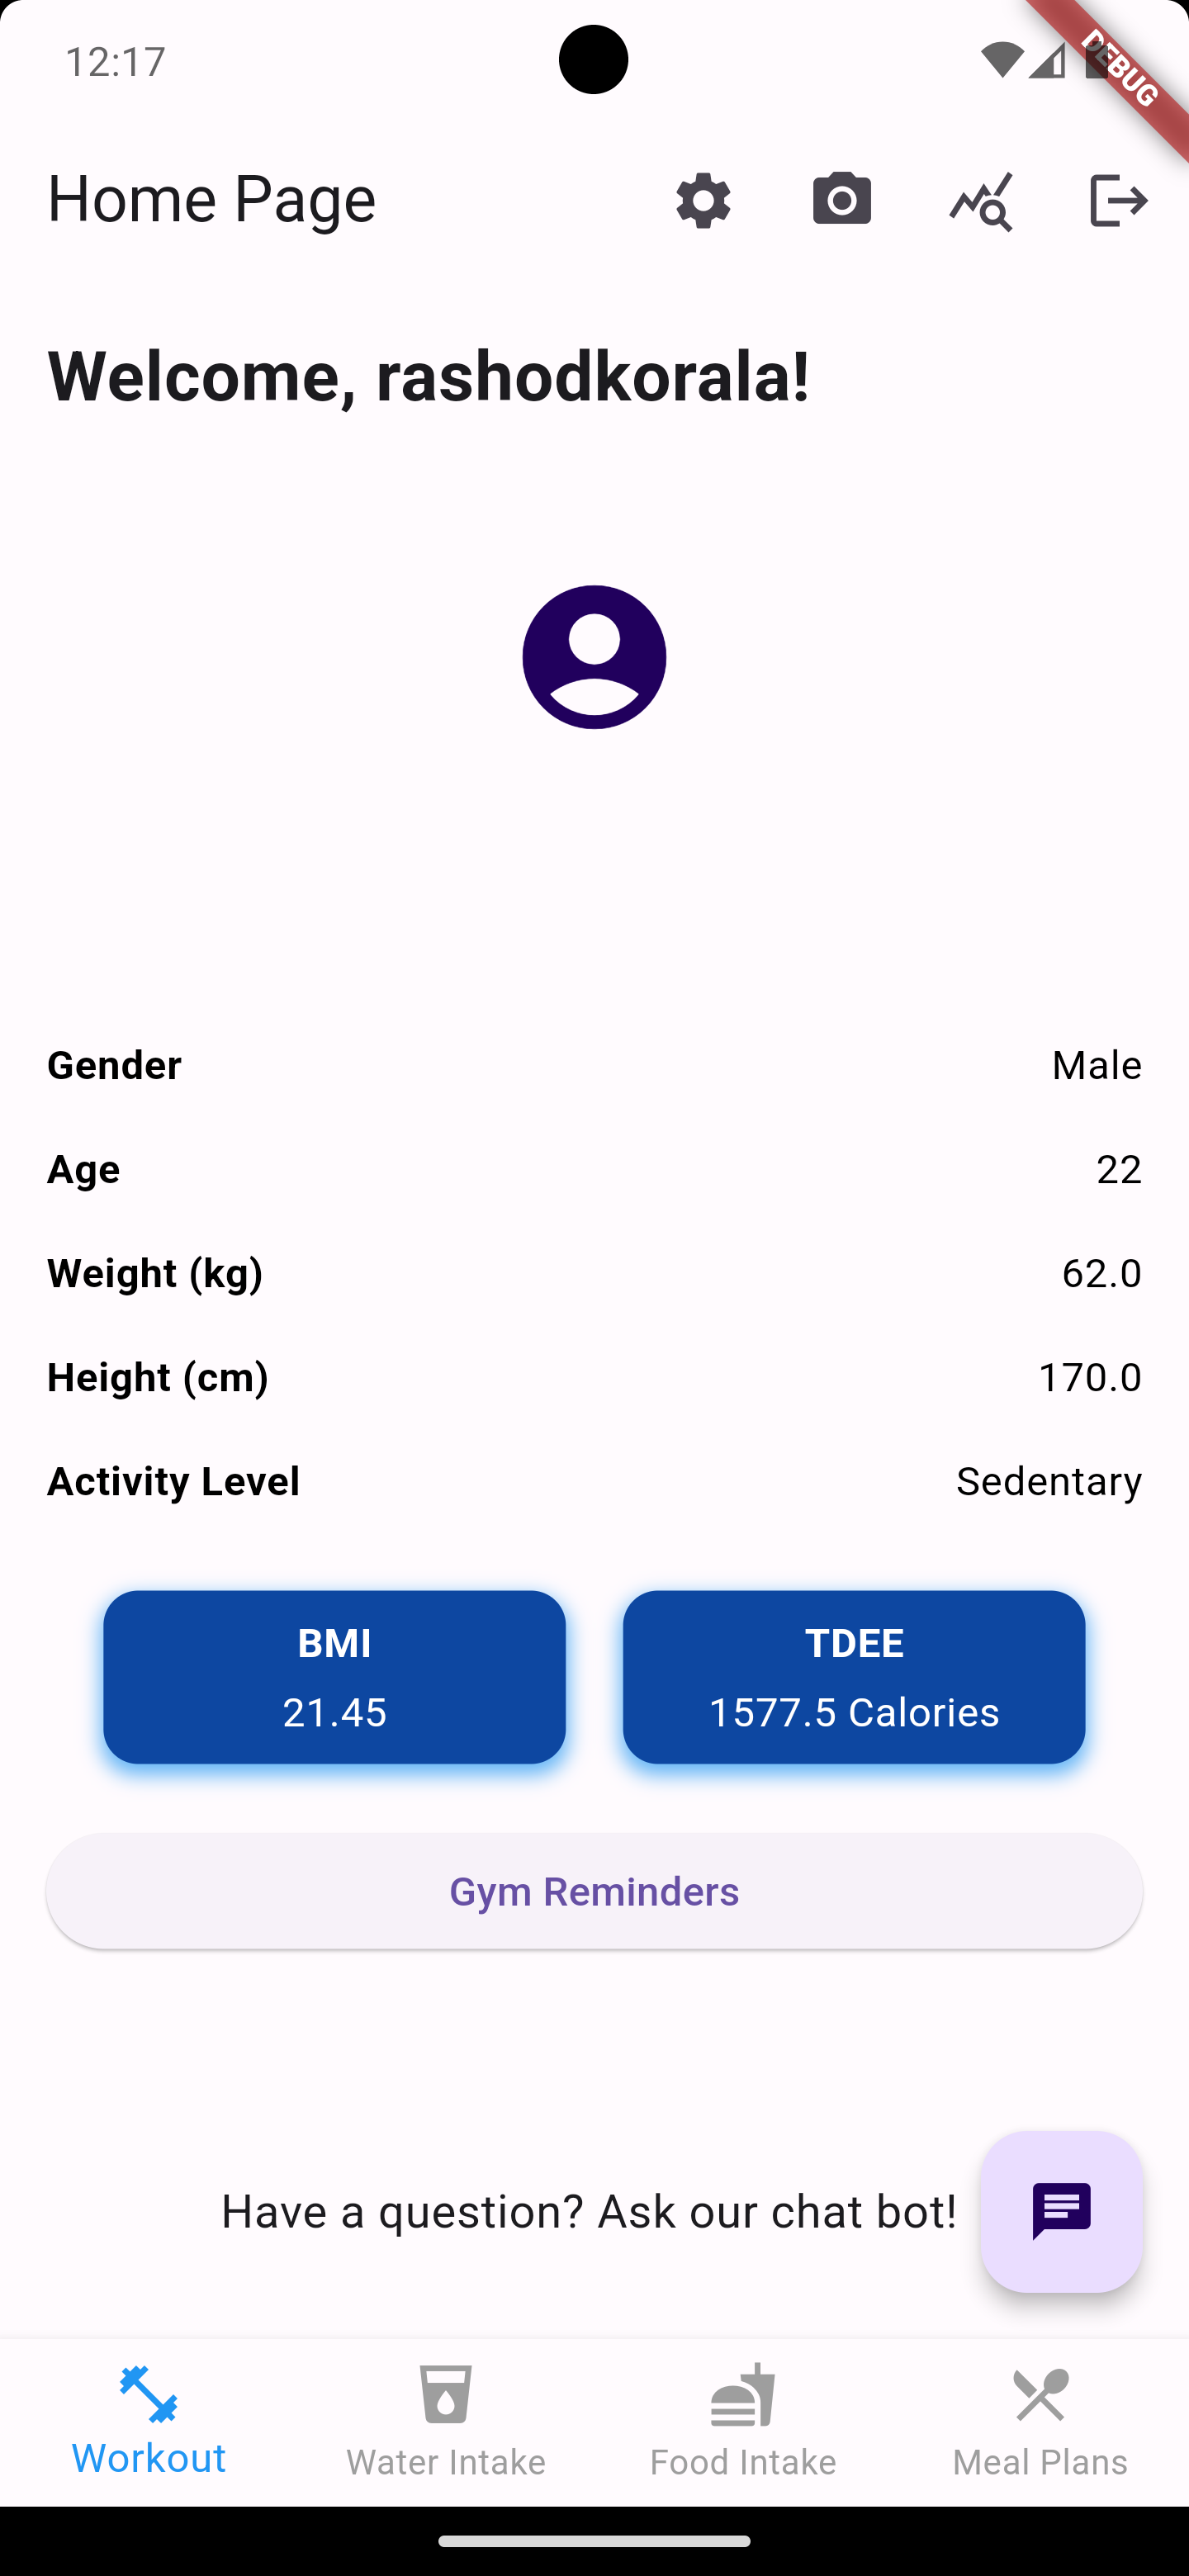 12:17
DEBUG
Home Page
Welcome, rashodkorala!
Gender Male
Age 22
Weight (kg) 62.0
Height (cm) 170.0
Activity Level Sedentary
BMI TDEE
21.45 1577.5 Calories
Gym Reminders
Have a question? Ask our chat bot!
Workout Water Intake Food Intake Meal Plans